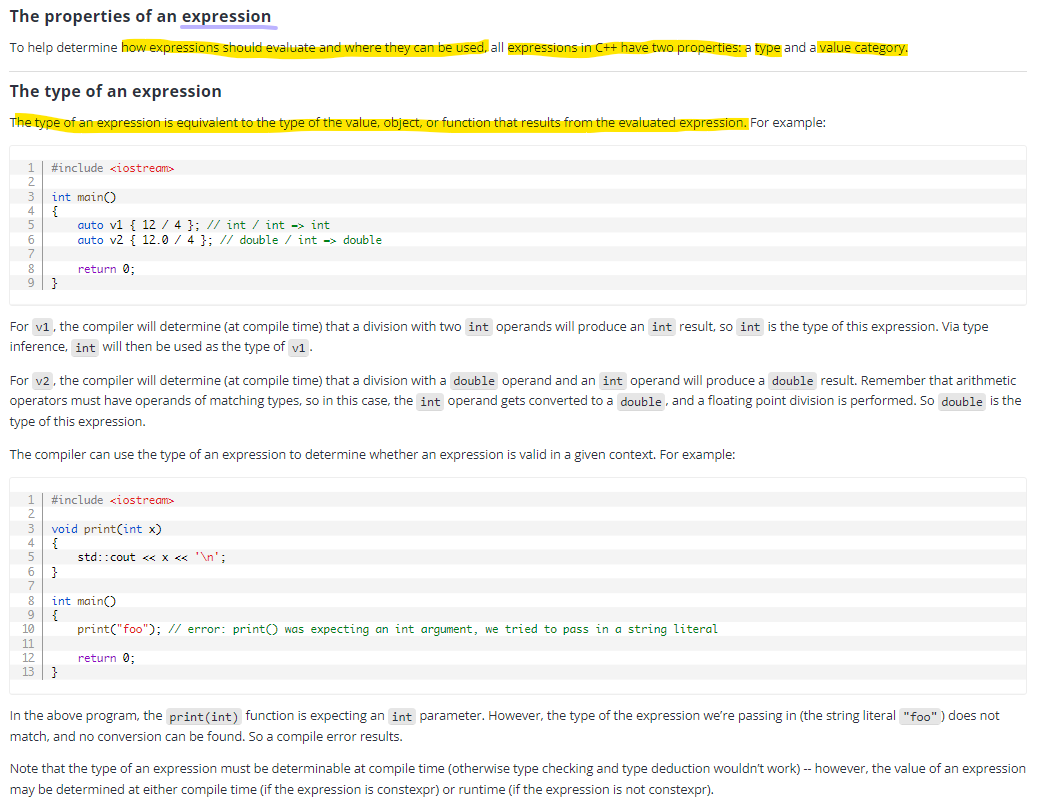 The properties of an expression
To help determine how expressions should evaluate and where they can be used, all expressions in C++ have two properties: a type and a value category.
The type of an expression
The type of an expression is equivalent to the type of the value, object, or function that results from the evaluated expression. For example:
1 #include <iostream>
2
3 int main()
4 {
5     auto v1 { 12 / 4 }; // int / int => int
6     auto v2 { 12.0 / 4 }; // double / int => double
7
8     return 0;
9 }
For v1, the compiler will determine (at compile time) that a division with two int operands will produce an int result, so int is the type of this expression. Via type
inference, int will then be used as the type of v1.
For v2, the compiler will determine (at compile time) that a division with a double operand and an int operand will produce a double result. Remember that arithmetic
operators must have operands of matching types, so in this case, the int operand gets converted to a double, and a floating point division is performed. So double is the
type of this expression.
The compiler can use the type of an expression to determine whether an expression is valid in a given context. For example:
1 #include <iostream>
2
3 void print(int x)
4 {
5     std::cout << x << '\n';
6 }
7
8 int main()
9 {
10     print("foo"); // error: print() was expecting an int argument, we tried to pass in a string literal
11
12     return 0;
13 }
In the above program, the print(int) function is expecting an int parameter. However, the type of the expression we're passing in (the string literal "foo") does not
match, and no conversion can be found. So a compile error results.
Note that the type of an expression must be determinable at compile time (otherwise type checking and type deduction wouldn't work) -- however, the value of an expression
may be determined at either compile time (if the expression is constexpr) or runtime (if the expression is not constexpr).